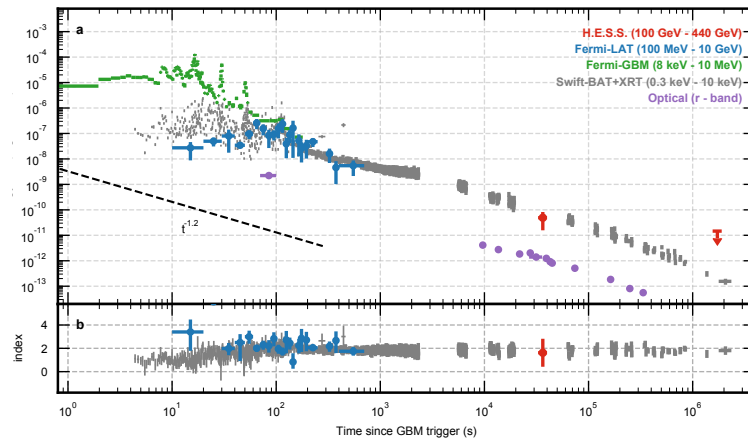 a
H.E.S.S. (100 GeV - 440 GeV)
Fermi-LAT (100 MeV - 10 GeV)
Fermi-GBM (8 keV - 10 MeV)
Swift-BAT+XRT (0.3 keV - 10 keV)
Optical (r - band)
10⁻³
10⁻⁴
10⁻⁵
10⁻⁶
10⁻⁷
10⁻⁸
10⁻⁹
10⁻¹⁰
10⁻¹¹
10⁻¹²
10⁻¹³
t⁻¹·²
b
index
4
2
0
10⁰ 10¹ 10² 10³ 10⁴ 10⁵ 10⁶
Time since GBM trigger (s)